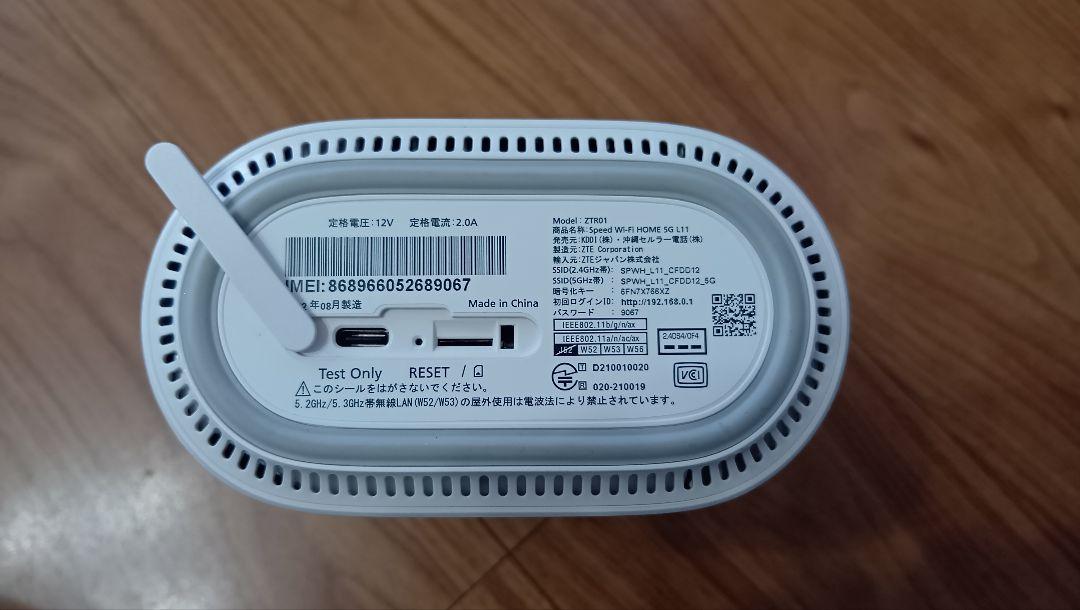 定格電圧:12V 定格電流:2.0A
IMEI:868966052689067
年08月製造
Made in China
Test Only RESET /
このシールをはがさないでください。
5.2GHz/5.3GHz帯無線LAN(W52/W53)の屋外使用は電波法により禁止されています。
Model : ZTR01
商品名称:Speed Wi-Fi HOME 5G L11
発売元:KDDI(株)・沖縄セルラー電話(株)
製造元:ZTE Corporation
輸入元:ZTEジャパン株式会社
SSID(2.4GHz帯): SPWH_L11_CFDD12
SSID(5GHz帯) : SPWH_L11_CFDD12_5G
暗号化キー : 6FN7X766XZ
初回ログインID: http://192.168.0.1
パスワード : 9067
IEEE802.11b/g/n/ax
IEEE802.11a/n/ac/ax
J52 W52 W53 W56
2.4DS4/OF4
T D210010020
R 020-210019
VCI